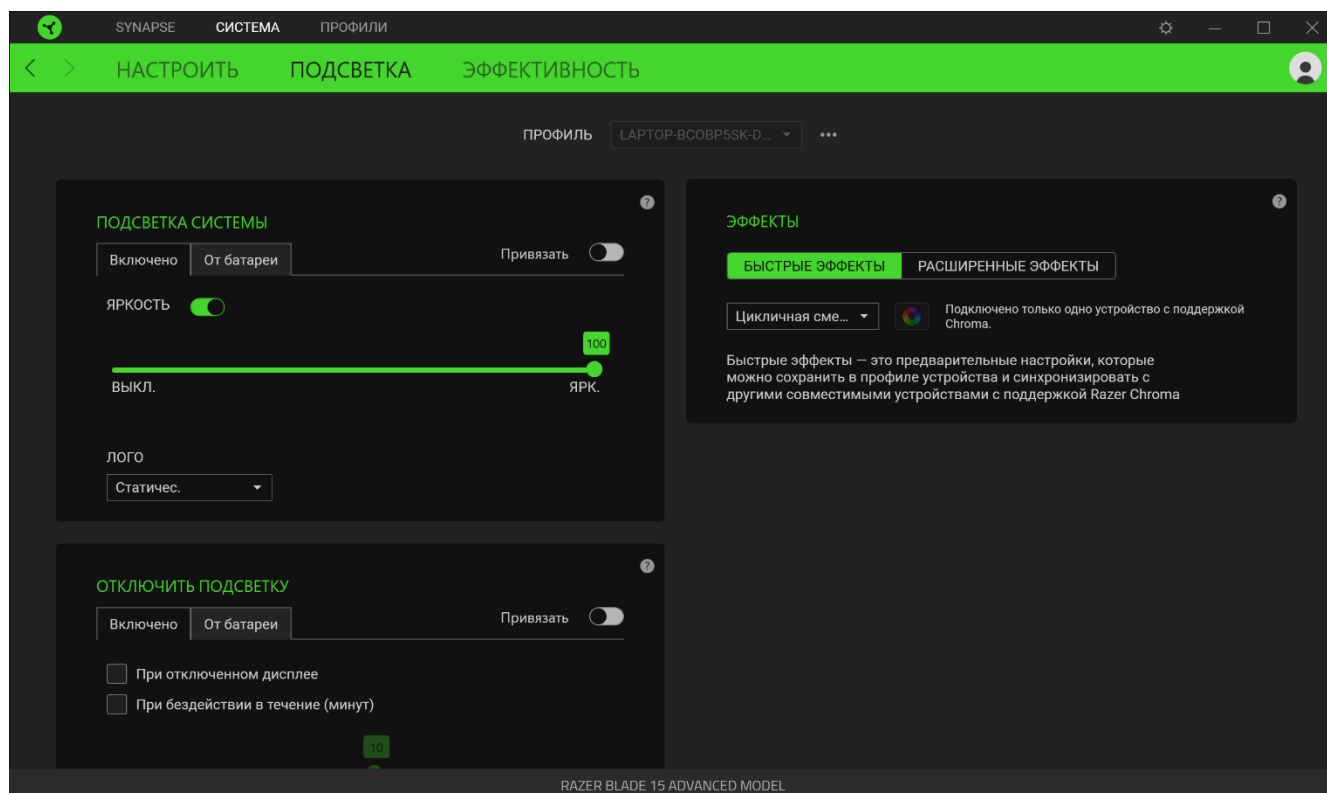 SYNAPSE СИСТЕМА ПРОФИЛИ
НАСТРОИТЬ ПОДСВЕТКА ЭФФЕКТИВНОСТЬ
ПРОФИЛЬ LAPTOP-BCOBP5SK-D...
ПОДСВЕТКА СИСТЕМЫ
Включено От батареи Привязать
ЯРКОСТЬ
100
ВЫКЛ. ЯРК.
ЛОГО
Статичес.
ЭФФЕКТЫ
БЫСТРЫЕ ЭФФЕКТЫ РАСШИРЕННЫЕ ЭФФЕКТЫ
Цикличная сме...
Подключено только одно устройство с поддержкой
Chroma.
Быстрые эффекты — это предварительные настройки, которые
можно сохранить в профиле устройства и синхронизировать с
другими совместимыми устройствами с поддержкой Razer Chroma
ОТКЛЮЧИТЬ ПОДСВЕТКУ
Включено От батареи Привязать
При отключенном дисплее
При бездействии в течение (минут)
10
RAZER BLADE 15 ADVANCED MODEL